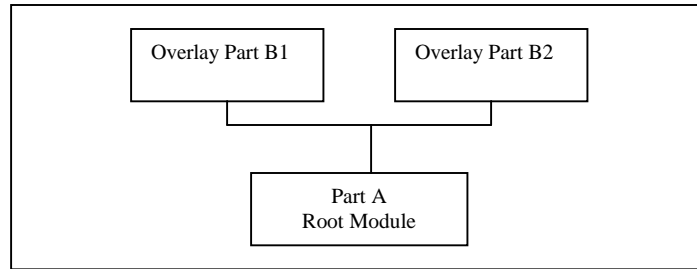 Overlay Part B1
Overlay Part B2
Part A
Root Module